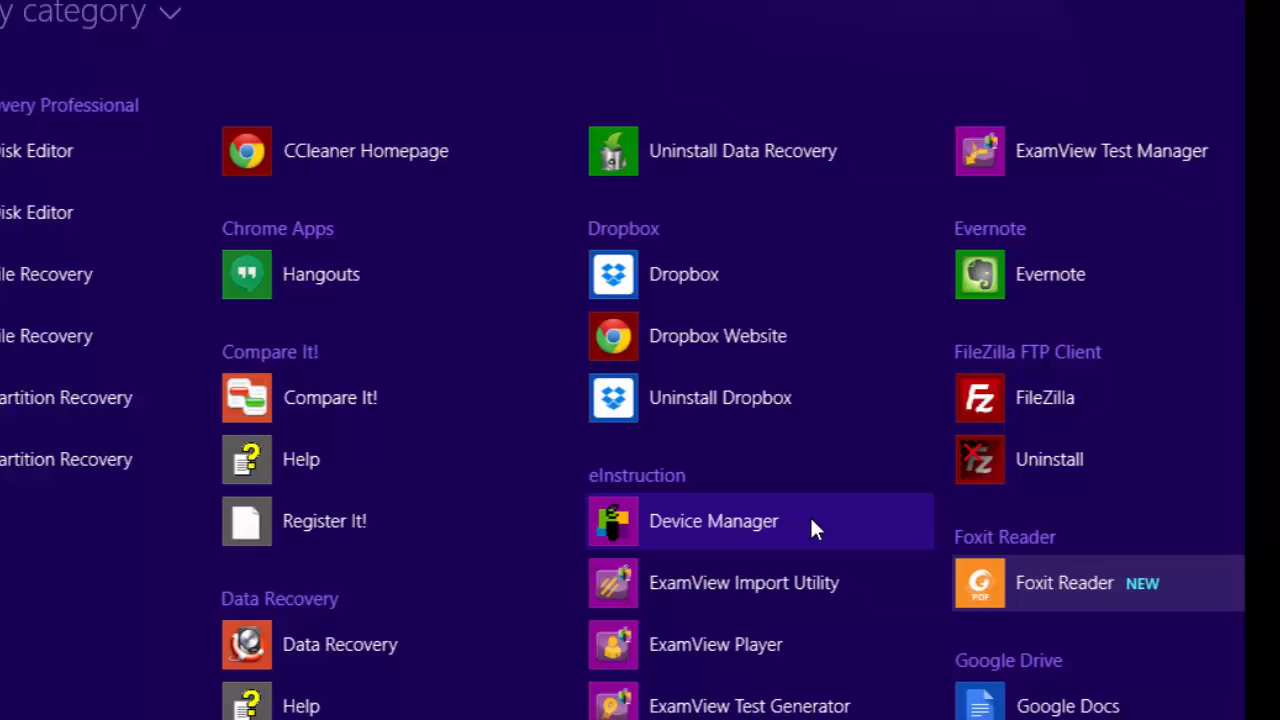 y category
very Professional
isk Editor
isk Editor
ile Recovery
ile Recovery
artition Recovery
artition Recovery
CCleaner Homepage
Chrome Apps
Hangouts
Compare It!
Compare It!
Help
Register It!
Data Recovery
Data Recovery
Help
Uninstall Data Recovery
Dropbox
Dropbox
Dropbox Website
Uninstall Dropbox
eInstruction
Device Manager
ExamView Import Utility
ExamView Player
ExamView Test Generator
ExamView Test Manager
Evernote
Evernote
FileZilla FTP Client
FileZilla
Uninstall
Foxit Reader
Foxit Reader NEW
Google Drive
Google Docs